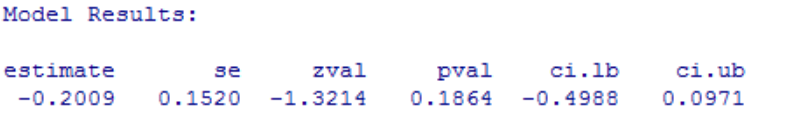 Model Results:
estimate se zval pval ci.lb ci.ub
-0.2009 0.1520 -1.3214 0.1864 -0.4988 0.0971